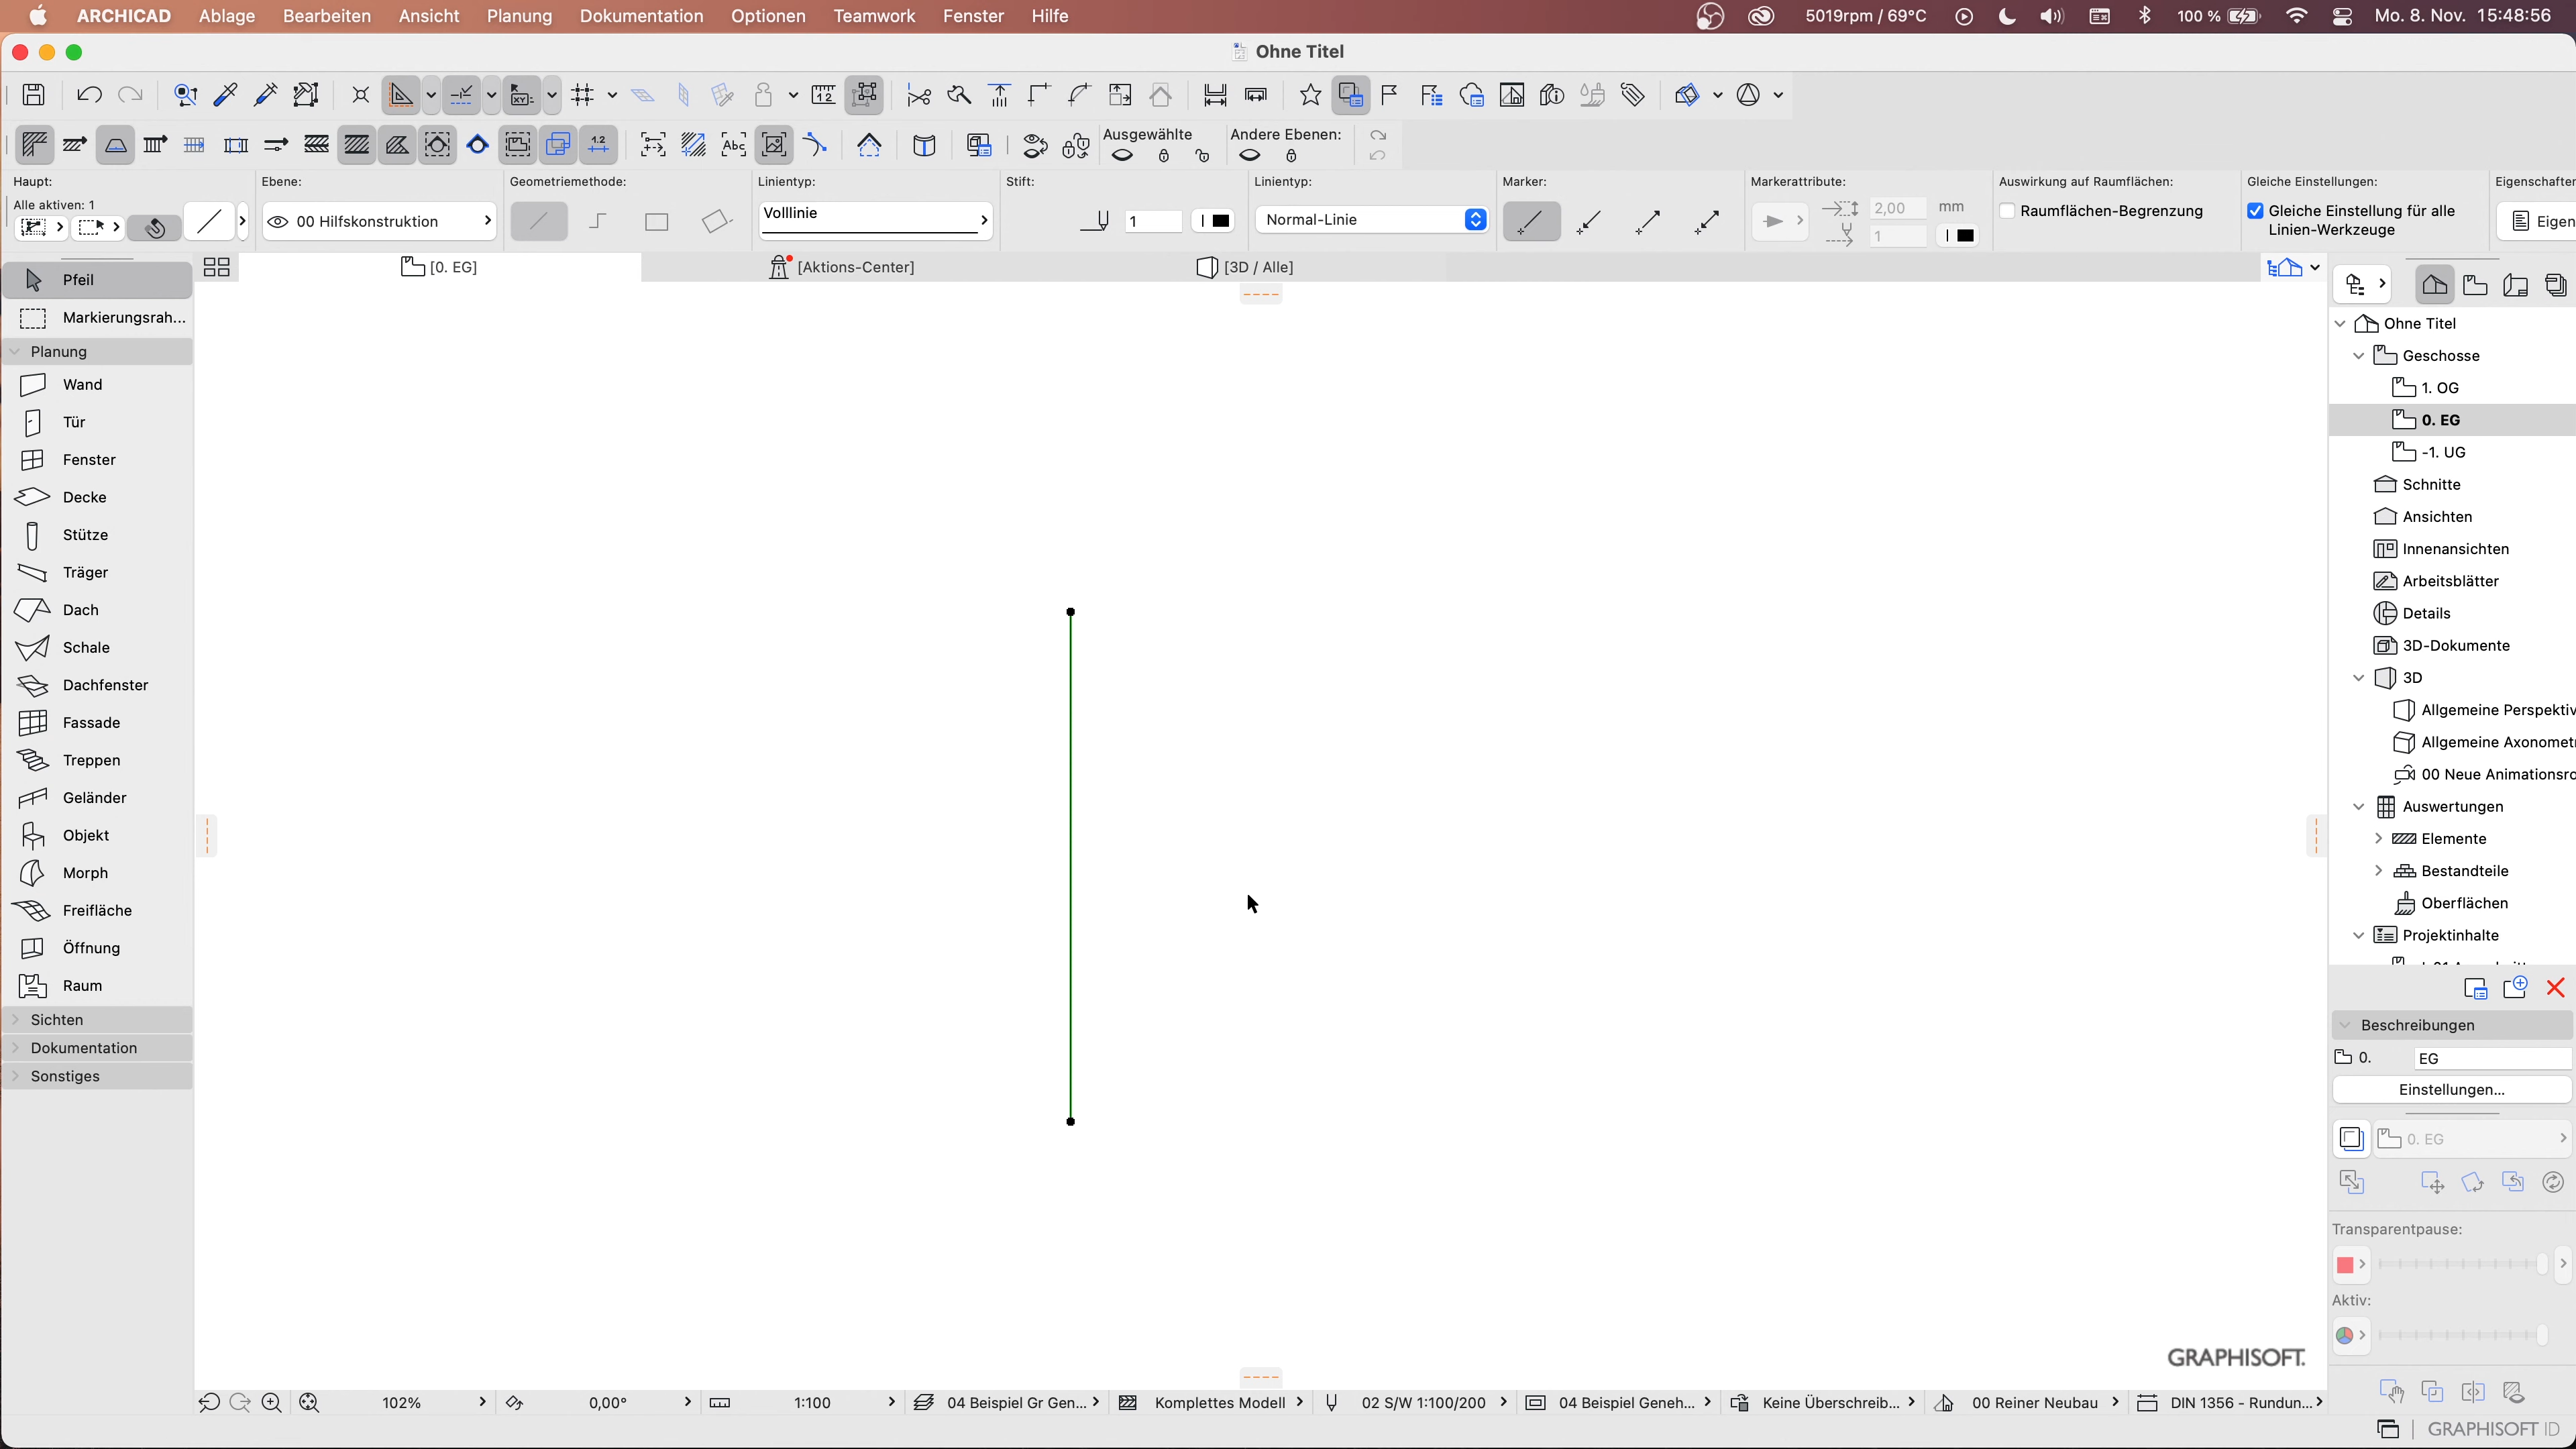 ARCHICAD Ablage Bearbeiten Ansicht Planung Dokumentation Optionen Teamwork Fenster Hilfe 5019rpm / 69°C 100 % Mo. 8. Nov. 15:48:56
Ohne Titel
Ausgewählte Andere Ebenen:
Haupt: Ebene: Geometriemethode: Linientyp: Stift: Linientyp: Marker: Markerattribute: Auswirkung auf Raumflächen: Gleiche Einstellungen: Eigenschaften
Alle aktiven: 1
00 Hilfskonstruktion
Volllinie
1
Normal-Linie
2,00 mm
1
Raumflächen-Begrenzung
Gleiche Einstellung für alle
Linien-Werkzeuge
Eigen
[0. EG] [Aktions-Center] [3D / Alle]
Pfeil
Markierungsrah...
Planung
Wand
Tür
Fenster
Decke
Stütze
Träger
Dach
Schale
Dachfenster
Fassade
Treppen
Geländer
Objekt
Morph
Freifläche
Öffnung
Raum
Sichten
Dokumentation
Sonstiges
Ohne Titel
Geschosse
1. OG
0. EG
-1. UG
Schnitte
Ansichten
Innenansichten
Arbeitsblätter
Details
3D-Dokumente
3D
Allgemeine Perspektiv
Allgemeine Axonomet
00 Neue Animationsro
Auswertungen
Elemente
Bestandteile
Oberflächen
Projektinhalte
Beschreibungen
0. EG
Einstellungen...
0. EG
Transparentpause:
Aktiv:
GRAPHISOFT.
102% 0,00° 1:100 04 Beispiel Gr Gen... Komplettes Modell 02 S/W 1:100/200 04 Beispiel Geneh... Keine Überschreib... 00 Reiner Neubau DIN 1356 - Rundun...
GRAPHISOFT ID